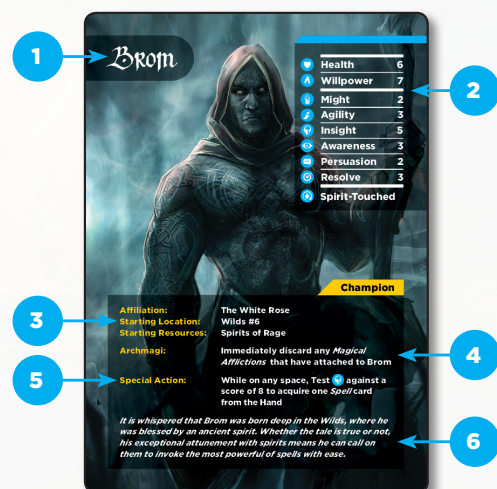 1
Brom
Health 6
Willpower 7
2
Might 2
Agility 3
Insight 5
Awareness 3
Persuasion 2
Resolve 3
Spirit-Touched
Champion
3
Affiliation: The White Rose
Starting Location: Wilds #6
Starting Resources: Spirits of Rage
4
Archmagi: Immediately discard any Magical
Afflictions that have attached to Brom
5
Special Action: While on any space, Test against a
score of 8 to acquire one Spell card
from the Hand
6
It is whispered that Brom was born deep in the Wilds, where he
was blessed by an ancient spirit. Whether the tale is true or not,
his exceptional attunement with spirits means he can call on
them to invoke the most powerful of spells with ease.